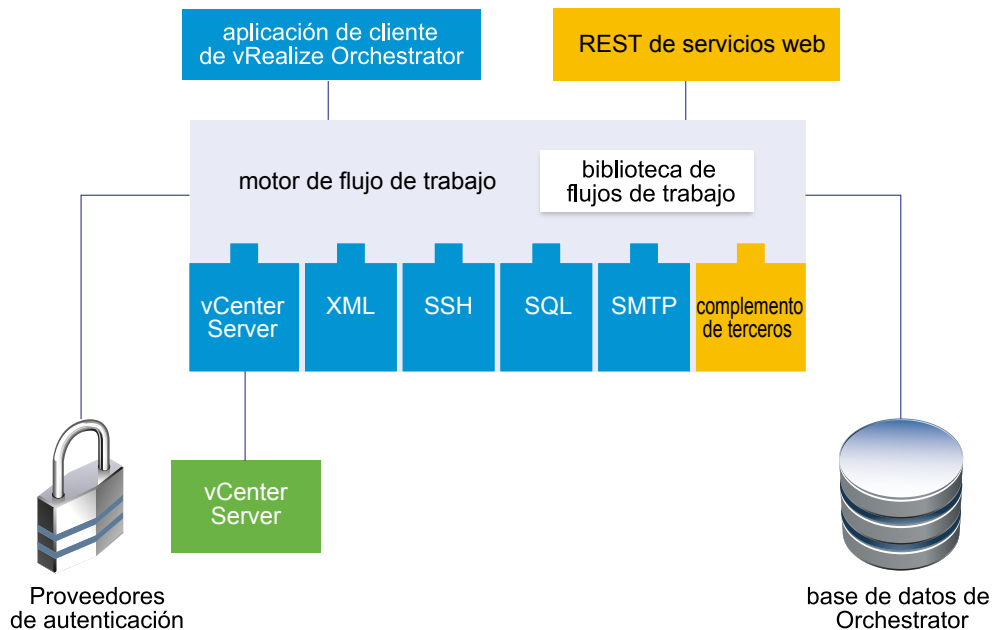 aplicación de cliente
de vRealize Orchestrator
REST de servicios web
motor de flujo de trabajo
biblioteca de
flujos de trabajo
vCenter
Server
XML
SSH
SQL
SMTP
complemento
de terceros
vCenter
Server
Proveedores
de autenticación
base de datos de
Orchestrator